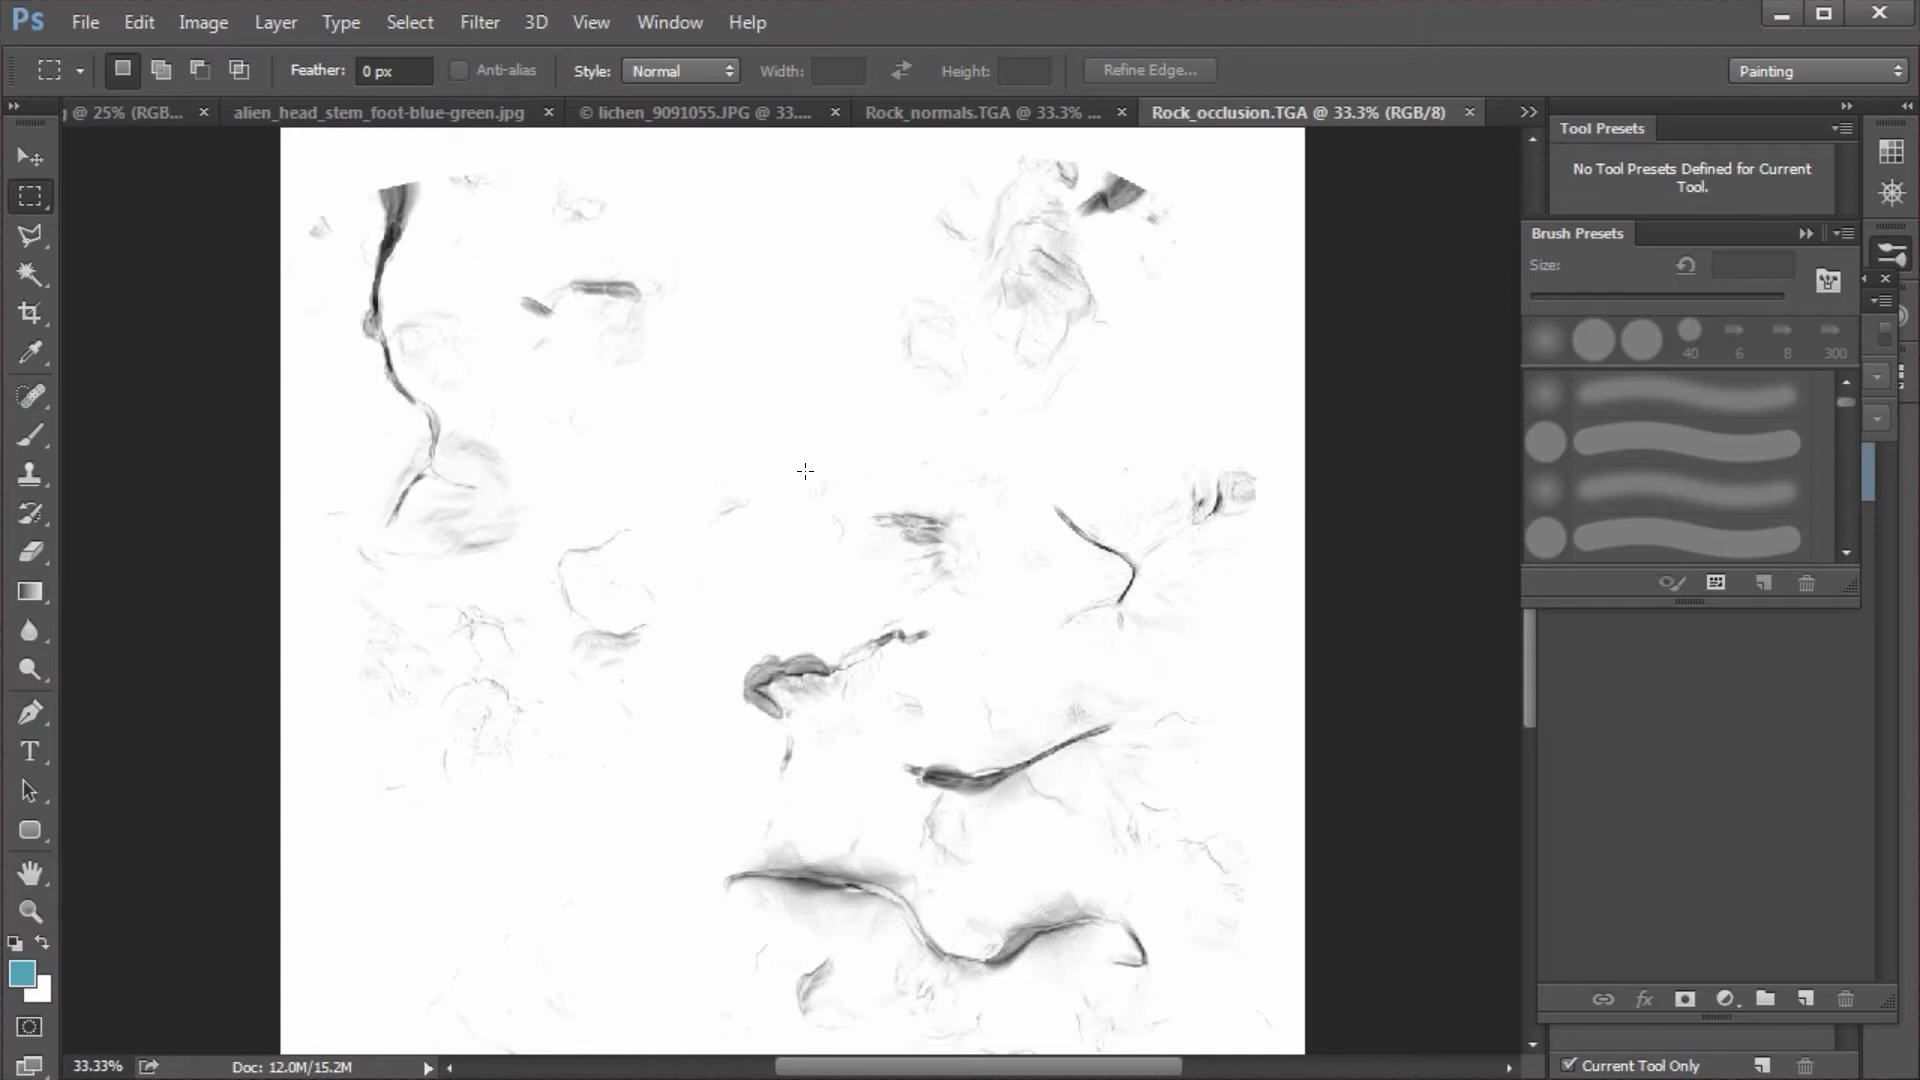 Ps File Edit Image Layer Type Select Filter 3D View Window Help
Feather: 0 px Anti-alias Style: Normal Width: Height: Refine Edge... Painting
@ 25% (RGB... alien_head_stem_foot-blue-green.jpg © lichen_9091055.JPG @ 33.... Rock_normals.TGA @ 33.3% ... Rock_occlusion.TGA @ 33.3% (RGB/8)
Tool Presets
No Tool Presets Defined for Current
Tool.
Brush Presets
Size:
40 6 8 300
T
fx
33.33% Doc: 12.0M/15.2M
Current Tool Only